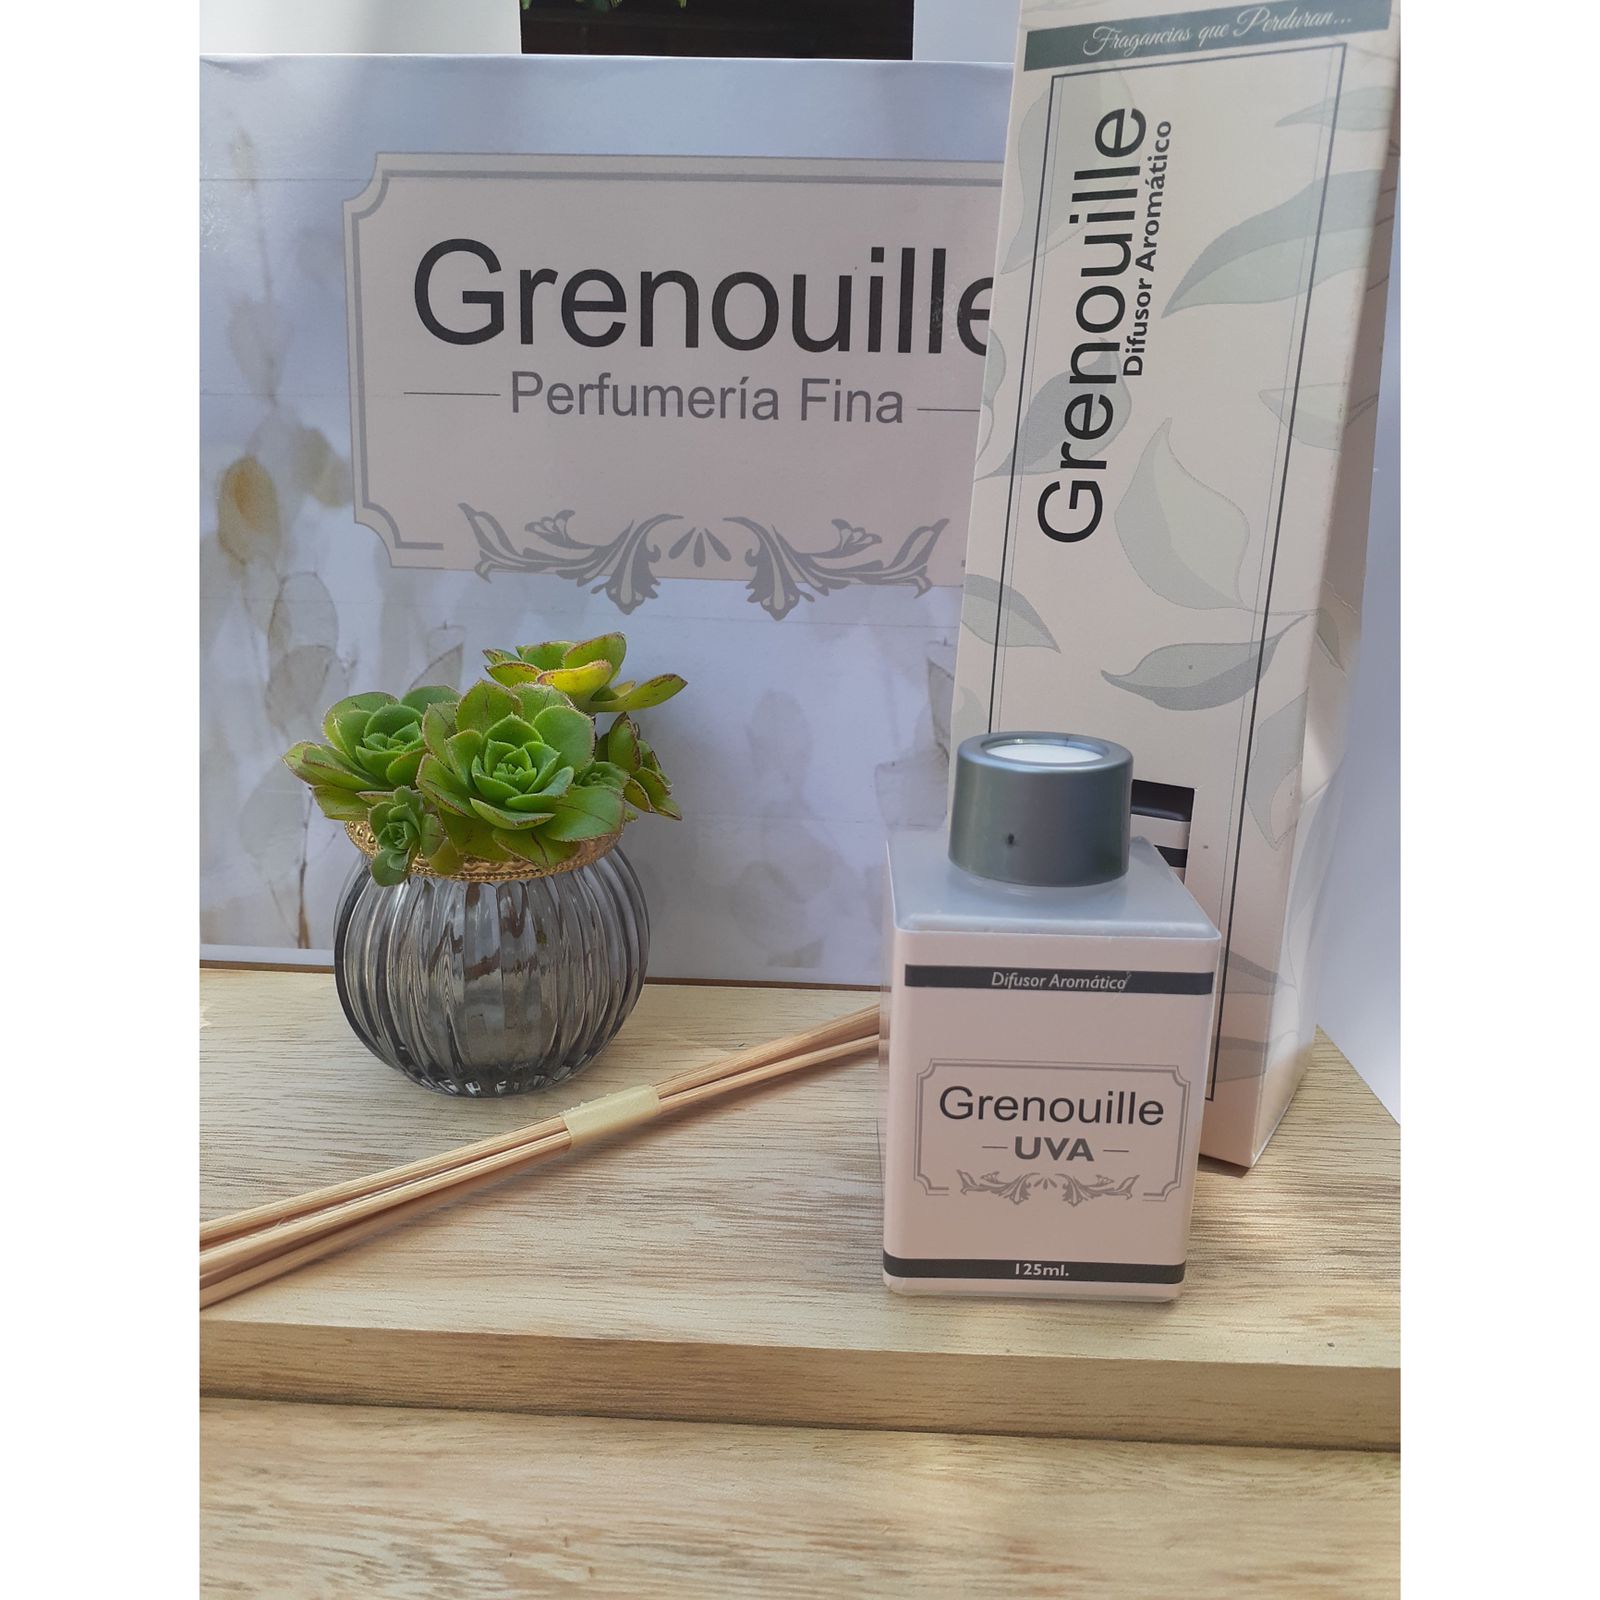 Fragancias que Perduran...
Grenouille
Difusor Aromático
Grenouille
Perfumería Fina
Difusor Aromático
Grenouille
UVA
125ml.